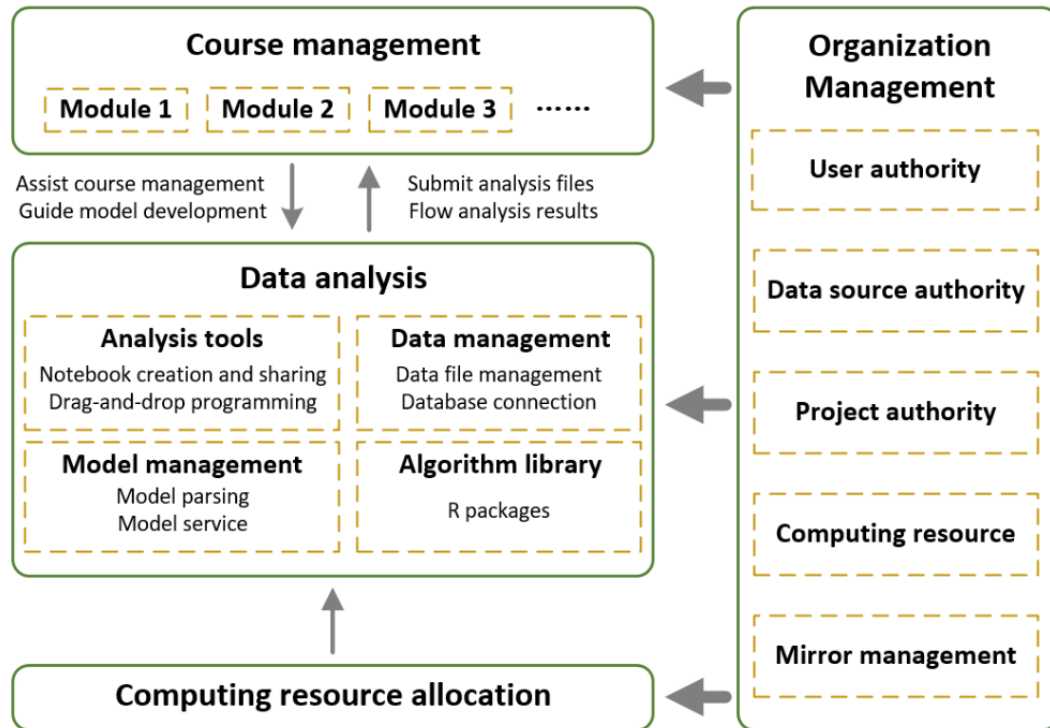 Course management
Module 1
Module 2
Module 3
……
Assist course management
Guide model development
Submit analysis files
Flow analysis results
Data analysis
Analysis tools
Notebook creation and sharing
Drag-and-drop programming
Data management
Data file management
Database connection
Model management
Model parsing
Model service
Algorithm library
R packages
Computing resource allocation
Organization
Management
User authority
Data source authority
Project authority
Computing resource
Mirror management